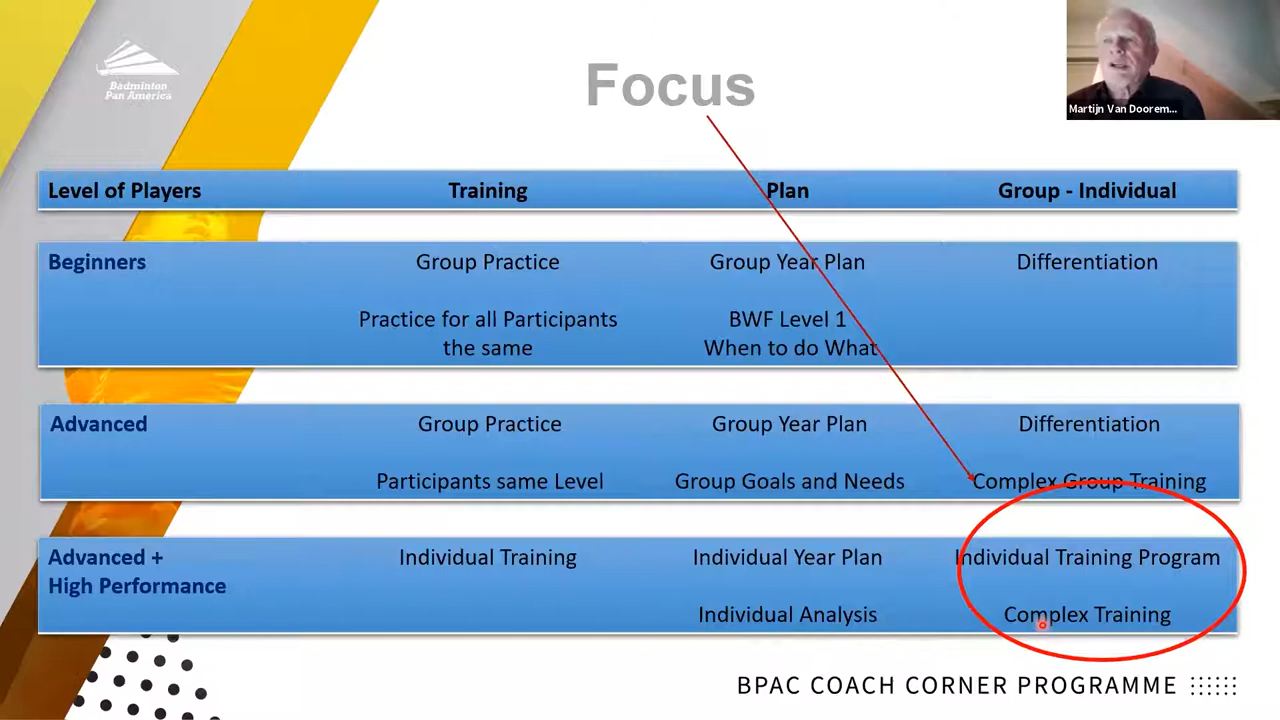 Badminton
Pan America
Focus
Martijn Van Doorem...
Level of Players Training Plan Group - Individual
Beginners Group Practice Group Year Plan Differentiation
Practice for all Participants BWF Level 1
the same When to do What
Advanced Group Practice Group Year Plan Differentiation
Participants same Level Group Goals and Needs Complex Group Training
Advanced + Individual Training Individual Year Plan Individual Training Program
High Performance
Individual Analysis Complex Training
BPAC COACH CORNER PROGRAMME